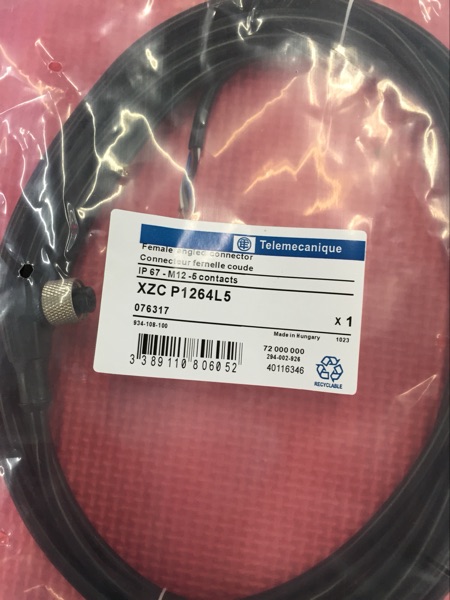 Telemecanique
Female angled connector
Connecteur femelle coude
IP 67 - M12 -5 contacts
XZC P1264L5
076317
x 1
934-108-100
Made in Hungary 1023
72 000 000
294-002-926
40116346
3 389110 806052
RECYCLABLE